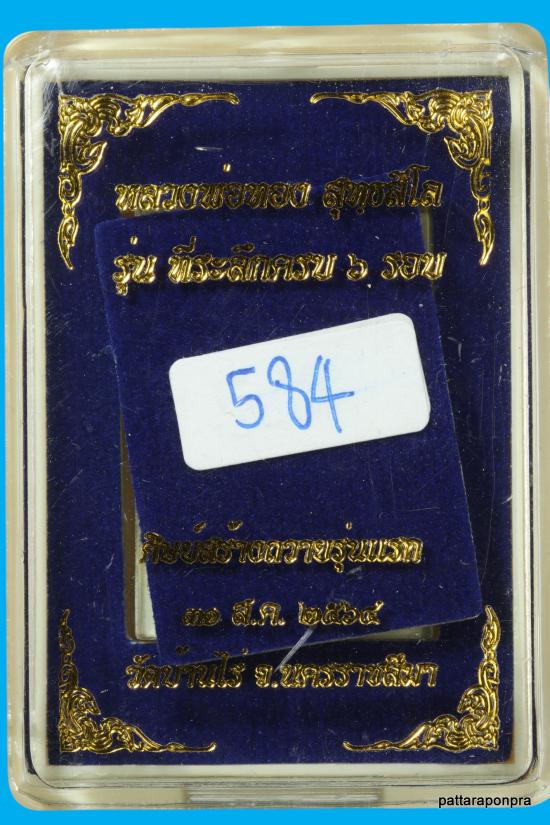 หลวงพ่อทอง สุทฺธสีโล
รุ่น ที่ระลึกครบ ๖ รอบ
584
ศิษย์สร้างถวายรุ่นแรก
๓๑ ส.ค. ๒๕๖๔
วัดบ้านไร่ จ.นครราชสีมา
pattaraponpra